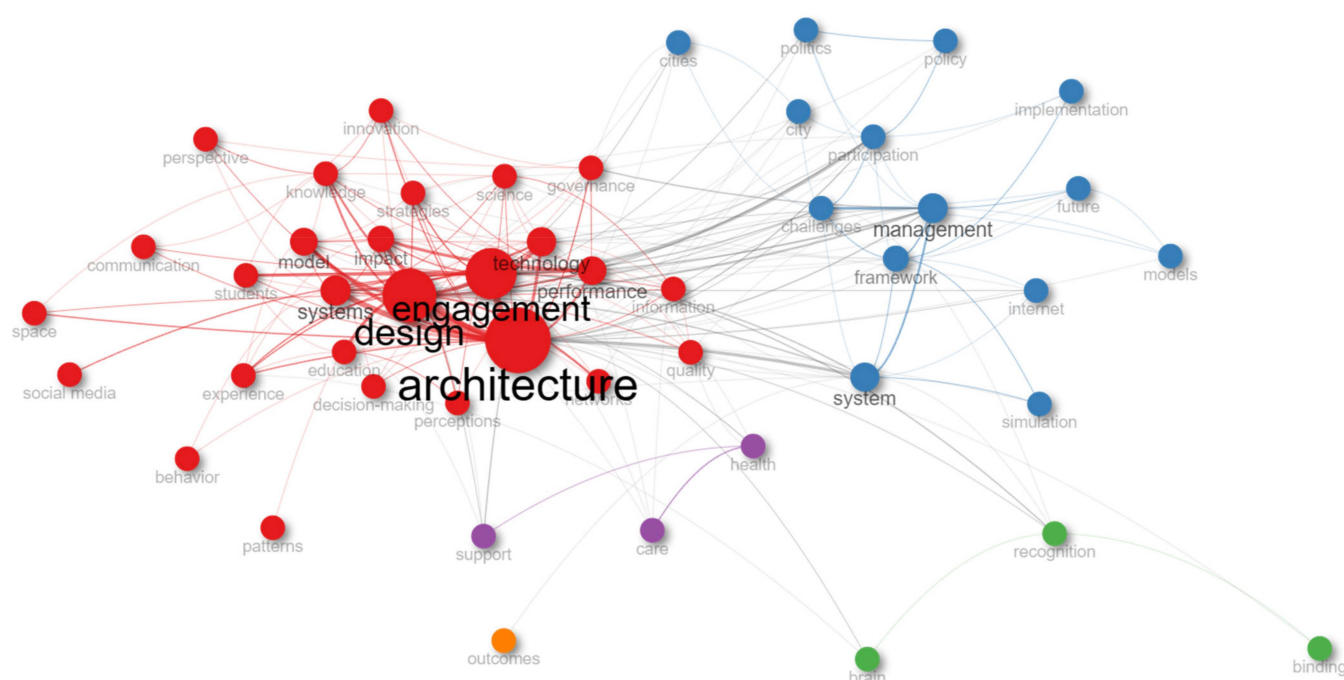 cities
politics
policy
implementation
innovation
city
perspective
participation
knowledge
science
governance
strategies
challenges
management
future
communication
model
impact
technology
framework
models
students
systems
performance
information
internet
engagement
space
design
education
quality
architecture
system
social media
experience
decision-making
networks
perceptions
simulation
health
behavior
patterns
support
care
recognition
outcomes
brain
binding